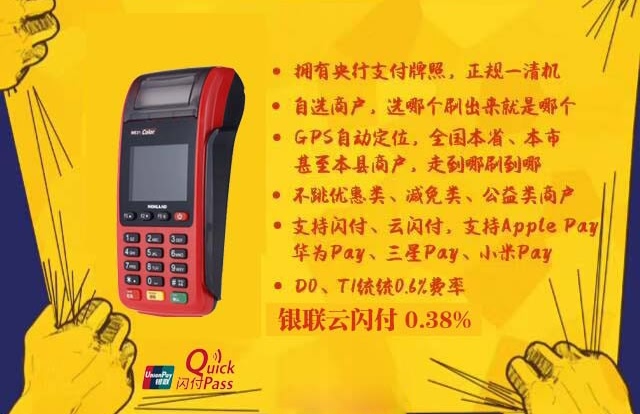 拥有央行支付牌照，正规一清机
自选商户，选哪个刷出来就是哪个
GPS自动定位，全国本省、本市
甚至本县商户，走到哪刷到哪
不跳优惠类、减免类、公益类商户
支持闪付、云闪付，支持Apple Pay
华为Pay、三星Pay、小米Pay
D0、T1统统0.6%费率
银联云闪付 0.38%
UnionPay
银联
Quick
闪付Pass